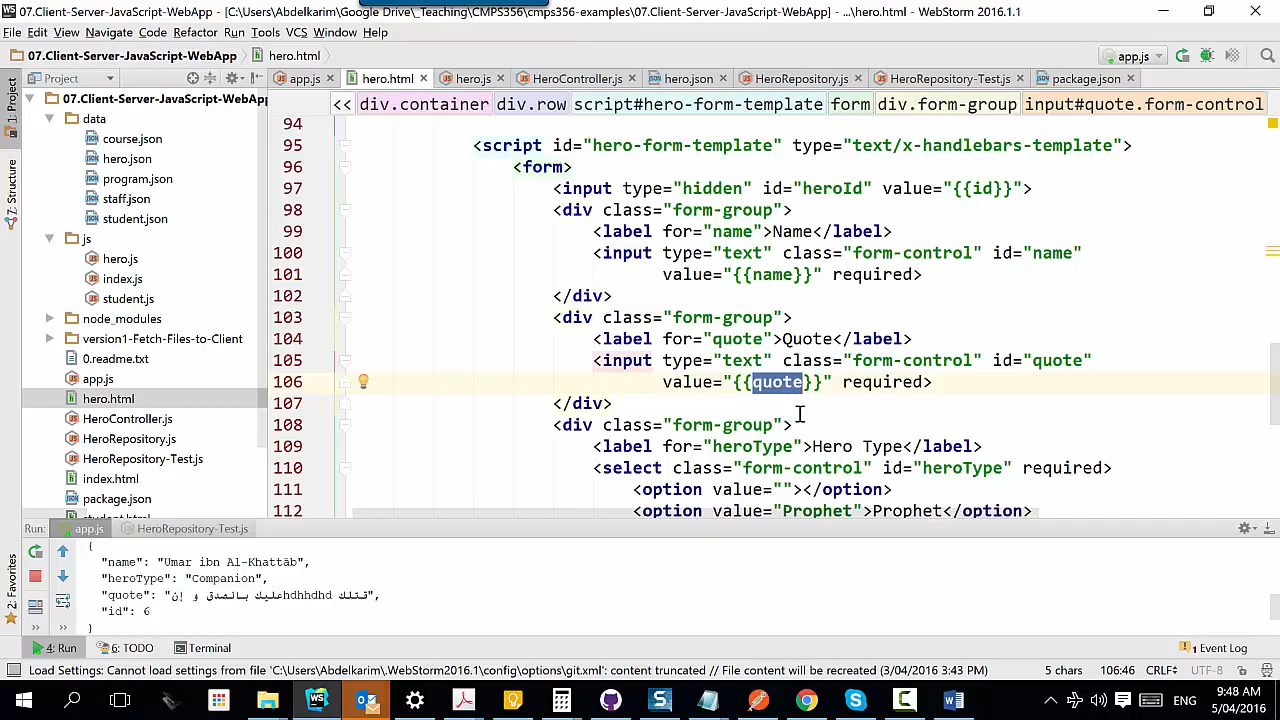 07.Client-Server-JavaScript-WebApp - [C:\Users\Abdelkarim\Google Drive\_Teaching\CMPS356\cmps356-examples\07.Client-Server-JavaScript-WebApp] - ...\hero.html - WebStorm 2016.1.1
File Edit View Navigate Code Refactor Run Tools VCS Window Help
07.Client-Server-JavaScript-WebApp hero.html app.js
Project app.js hero.html hero.js HeroController.js hero.json HeroRepository.js HeroRepository-Test.js package.json
<< div.container div.row script#hero-form-template form div.form-group input#quote.form-control
1: Project
7: Structure
2: Favorites
07.Client-Server-JavaScript-WebApp
data
course.json
hero.json
program.json
staff.json
student.json
js
hero.js
index.js
student.js
node_modules
version1-Fetch-Files-to-Client
0.readme.txt
app.js
hero.html
HeroController.js
HeroRepository.js
HeroRepository-Test.js
index.html
package.json
student.html
94
95 <script id="hero-form-template" type="text/x-handlebars-template">
96 <form>
97 <input type="hidden" id="heroId" value="{{id}}">
98 <div class="form-group">
99 <label for="name">Name</label>
100 <input type="text" class="form-control" id="name"
101 value="{{name}}" required>
102 </div>
103 <div class="form-group">
104 <label for="quote">Quote</label>
105 <input type="text" class="form-control" id="quote"
106 value="{{quote}}" required>
107 </div>
108 <div class="form-group">
109 <label for="heroType">Hero Type</label>
110 <select class="form-control" id="heroType" required>
111 <option value=""></option>
112 <option value="Prophet">Prophet</option>
Run: app.js HeroRepository-Test.js
{
"name": "Umar ibn Al-Khattāb",
"heroType": "Companion",
"quote": "عليك بالصدق و إنhdhhdhd قتلك",
"id": 6
}
4: Run 6: TODO Terminal 1 Event Log
Load Settings: Cannot load settings from file 'C:\Users\Abdelkarim\.WebStorm2016.1\config\options\git.xml': content truncated // File content will be recreated (3/04/2016 3:43 PM) 5 chars 106:46 CRLF UTF-8
ENG
9:48 AM
5/04/2016